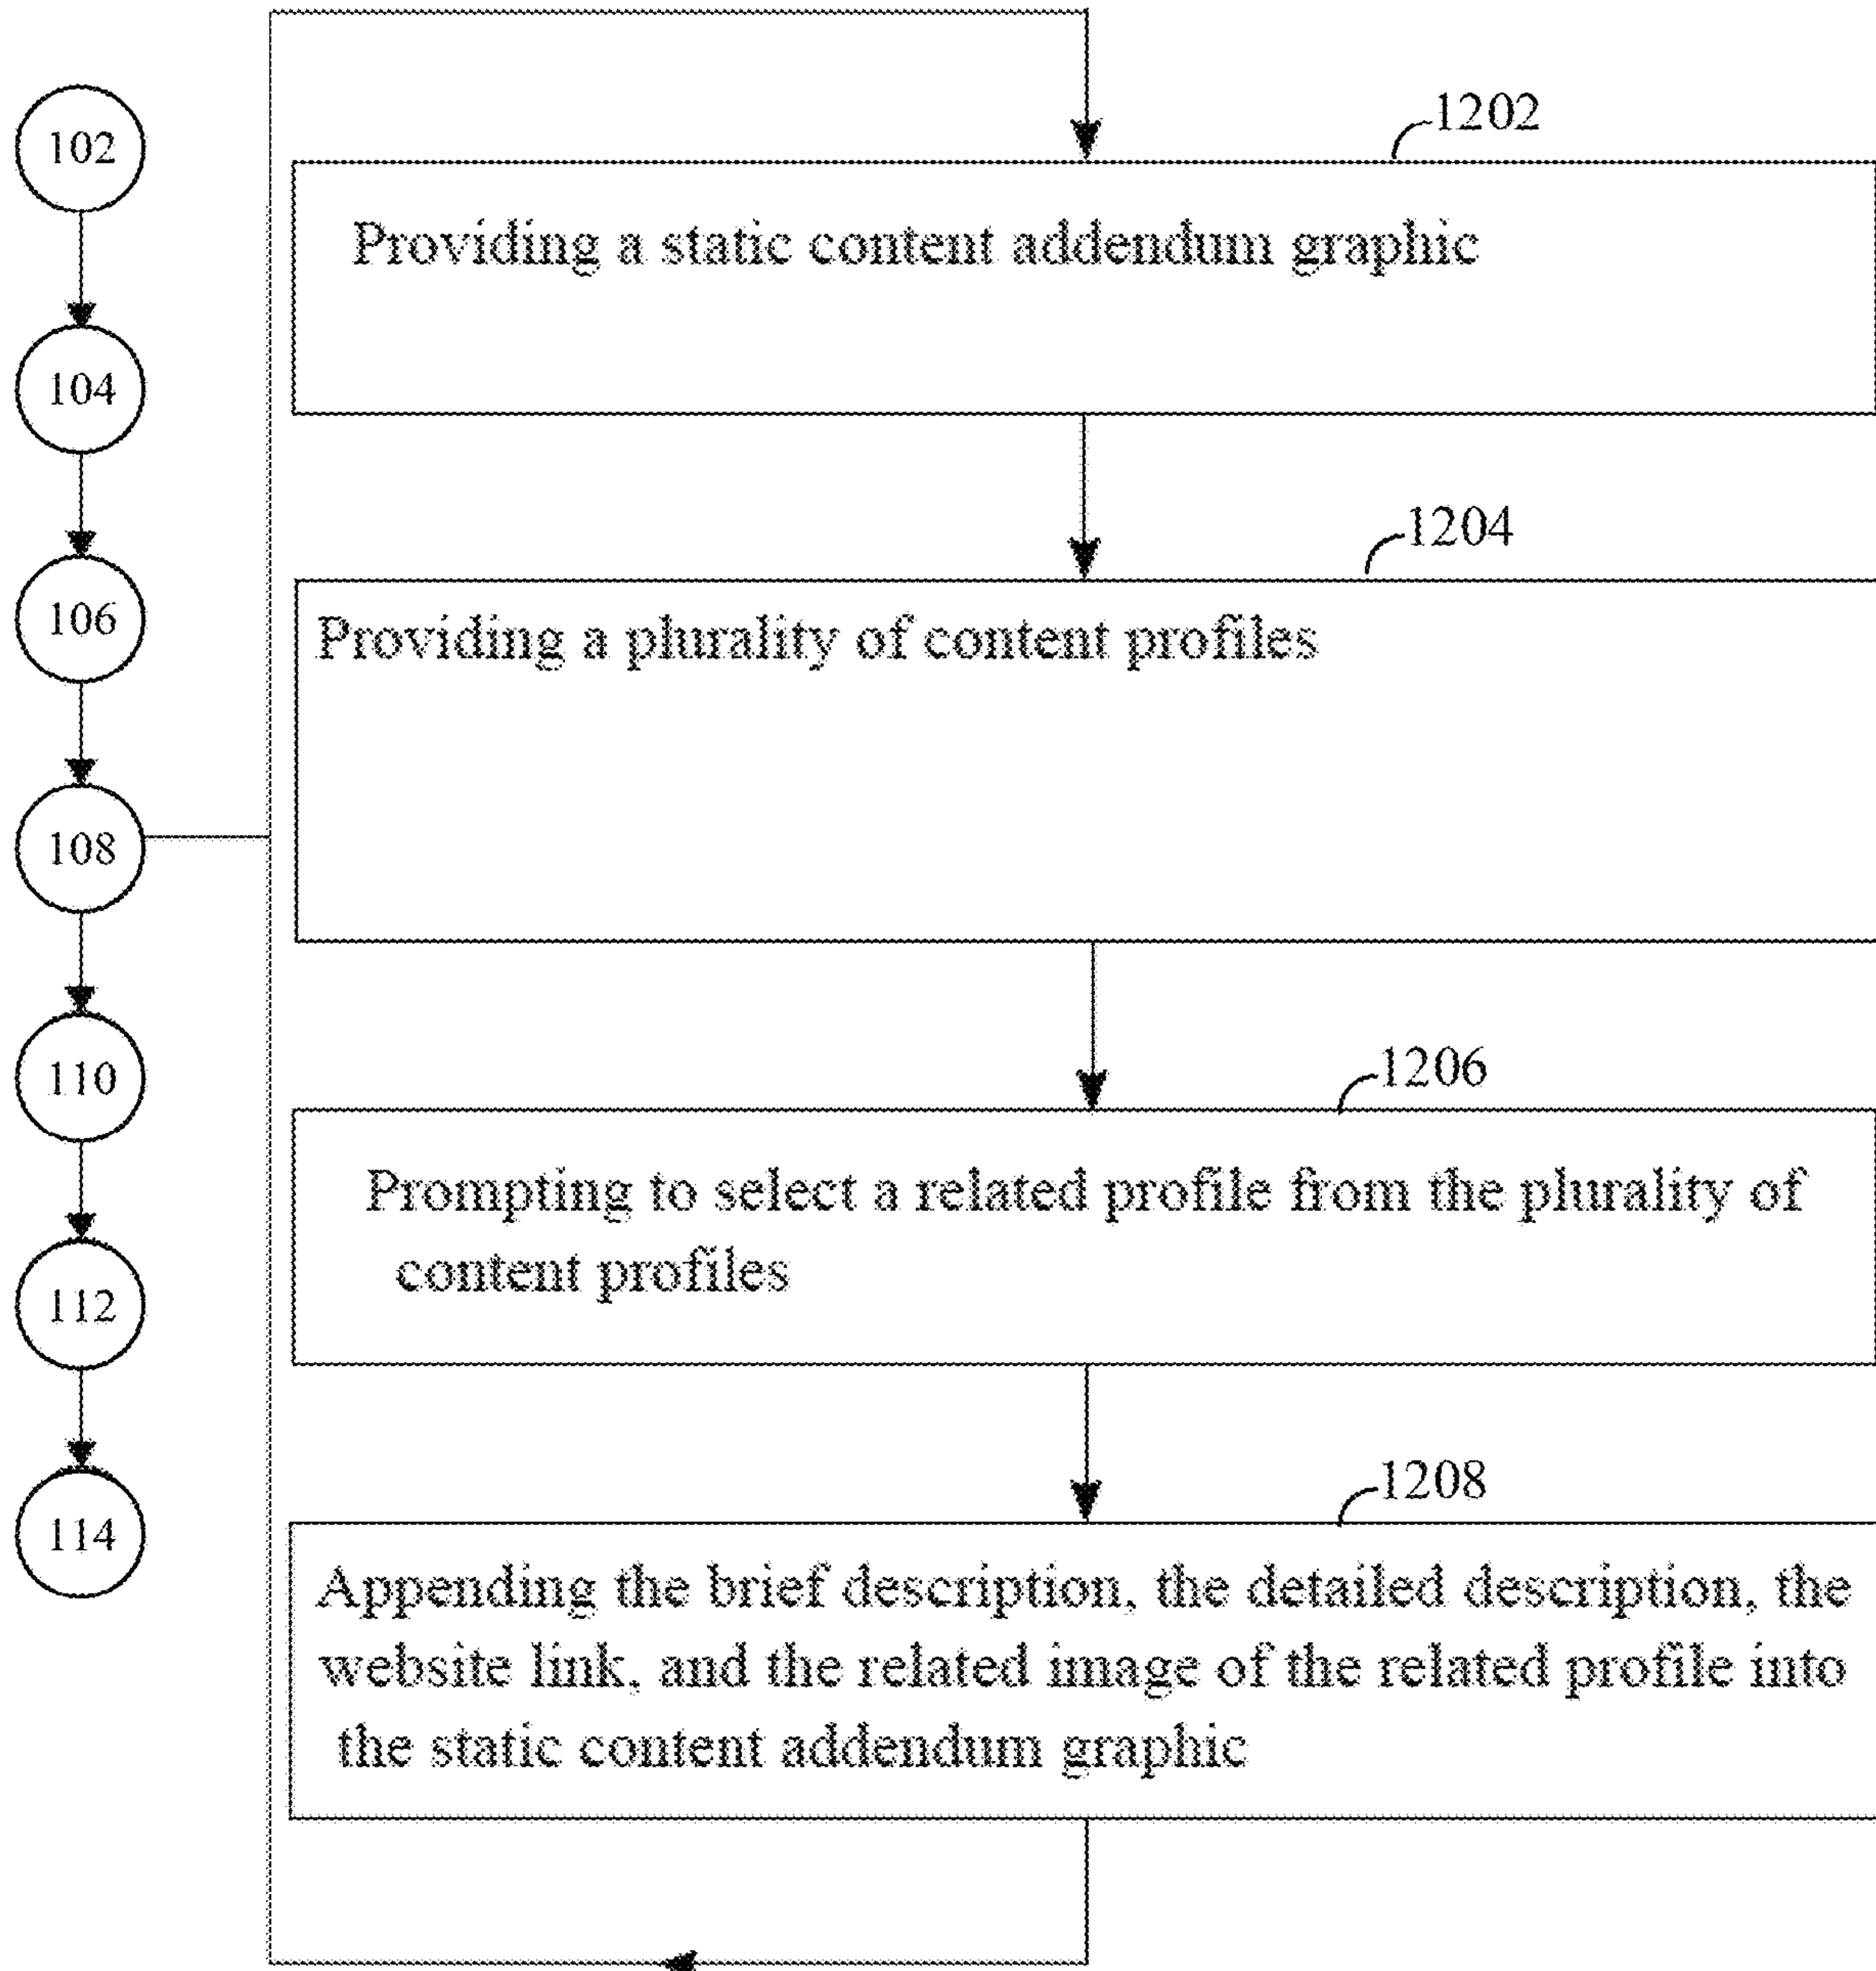 102
104
106
108
110
112
114
1202
Providing a static content addendum graphic
1204
Providing a plurality of content profiles
1206
Prompting to select a related profile from the plurality of
content profiles
1208
Appending the brief description, the detailed description, the
website link, and the related image of the related profile into
the static content addendum graphic